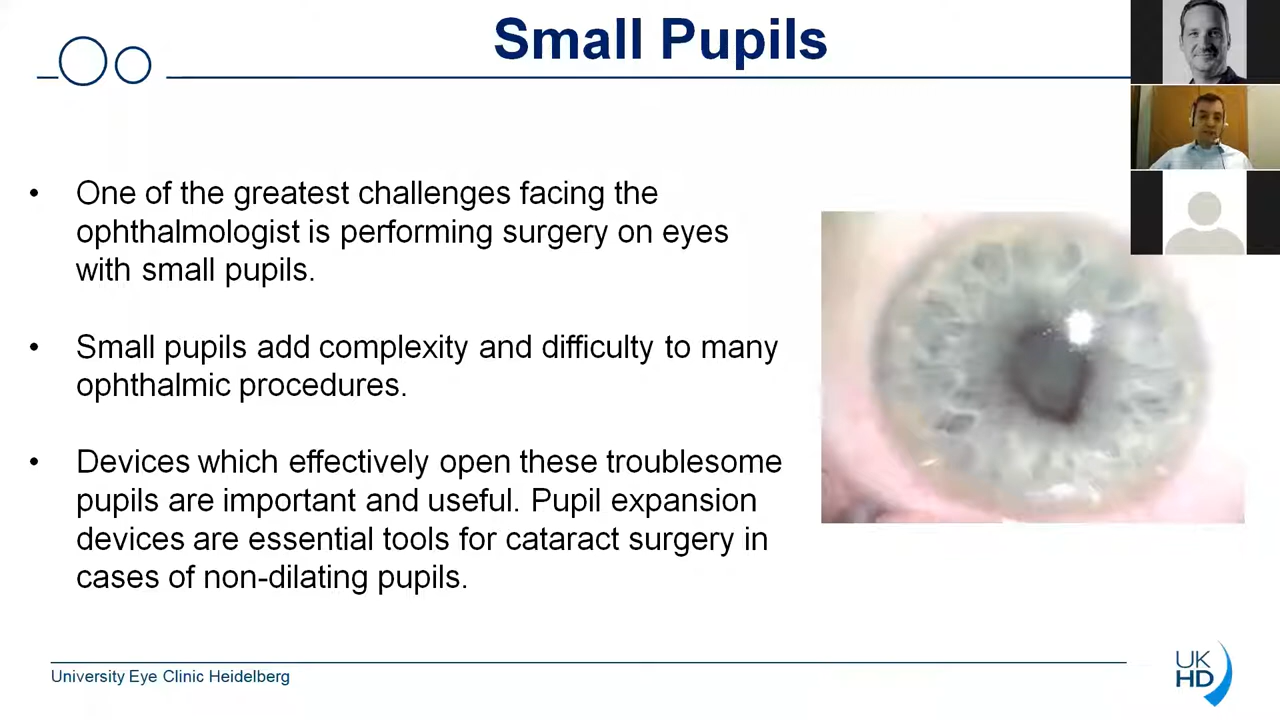 Small Pupils
• One of the greatest challenges facing the
ophthalmologist is performing surgery on eyes
with small pupils.
• Small pupils add complexity and difficulty to many
ophthalmic procedures.
• Devices which effectively open these troublesome
pupils are important and useful. Pupil expansion
devices are essential tools for cataract surgery in
cases of non-dilating pupils.
University Eye Clinic Heidelberg
UK
HD